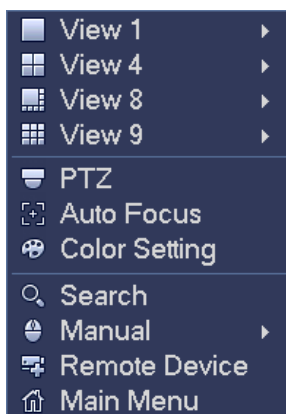 View 1
View 4
View 8
View 9
PTZ
Auto Focus
Color Setting
Search
Manual
Remote Device
Main Menu